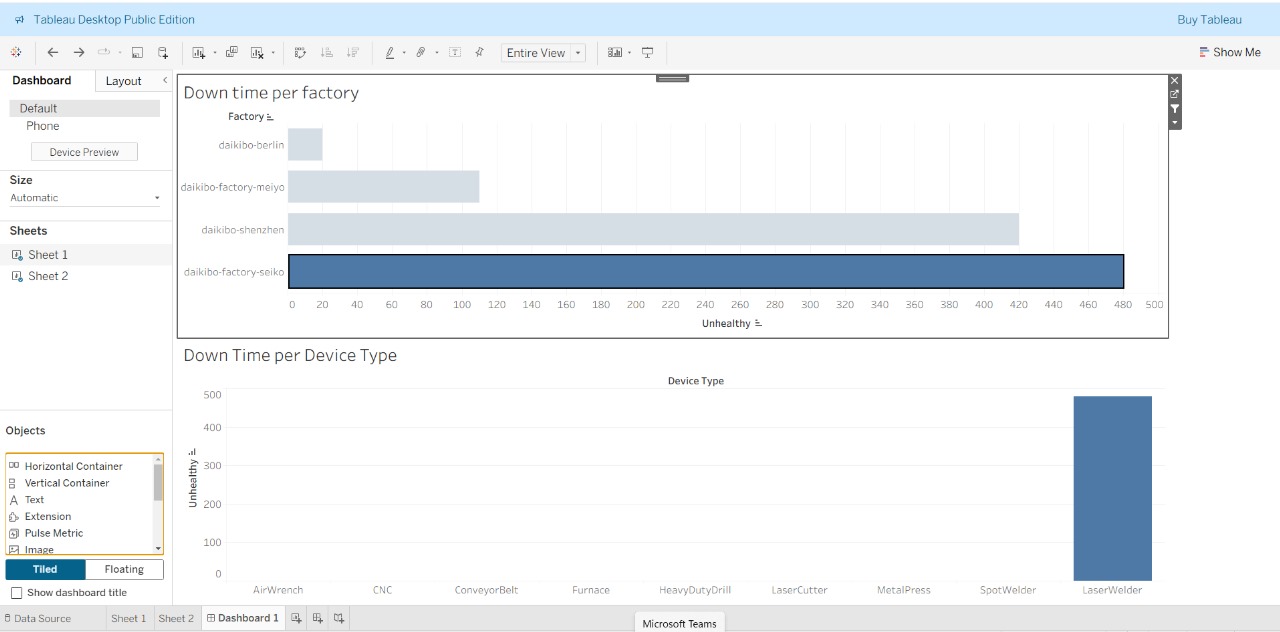 Tableau Desktop Public Edition
Buy Tableau
Entire View
Show Me
Dashboard
Layout
Default
Phone
Device Preview
Size
Automatic
Sheets
Sheet 1
Sheet 2
Objects
Horizontal Container
Vertical Container
Text
Extension
Pulse Metric
Image
Tiled
Floating
Show dashboard title
Down time per factory
Factory
daikibo-berlin
daikibo-factory-meiyo
daikibo-shenzhen
daikibo-factory-seiko
0 20 40 60 80 100 120 140 160 180 200 220 240 260 280 300 320 340 360 380 400 420 440 460 480 500
Unhealthy
Down Time per Device Type
Device Type
500
400
300
200
100
0
Unhealthy
AirWrench CNC ConveyorBelt Furnace HeavyDutyDrill LaserCutter MetalPress SpotWelder LaserWelder
Data Source Sheet 1 Sheet 2 Dashboard 1
Microsoft Teams